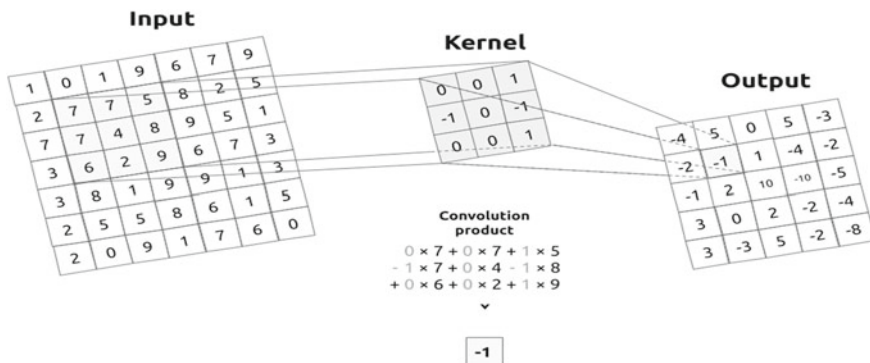 Input
1 0 1 9 6 7 9
2 7 7 5 8 2 5
7 7 4 8 9 5 1
3 6 2 9 6 7 3
3 8 1 9 9 1 3
2 5 5 8 6 1 5
2 0 9 1 7 6 0
Kernel
0 0 1
-1 0 -1
0 0 1
Output
-4 5 0 5 -3
-2 -1 1 -4 -2
-1 2 10 -10 -5
3 0 2 -2 -4
3 -3 5 -2 -8
Convolution
product
0 × 7 + 0 × 7 + 1 × 5
- 1 × 7 + 0 × 4 - 1 × 8
+ 0 × 6 + 0 × 2 + 1 × 9
-1